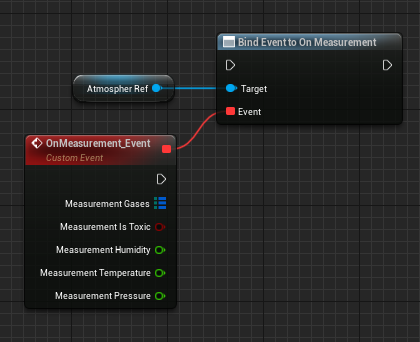 Bind Event to On Measurement
Atmospher Ref
Target
Event
OnMeasurement_Event
Custom Event
Measurement Gases
Measurement Is Toxic
Measurement Humidity
Measurement Temperature
Measurement Pressure